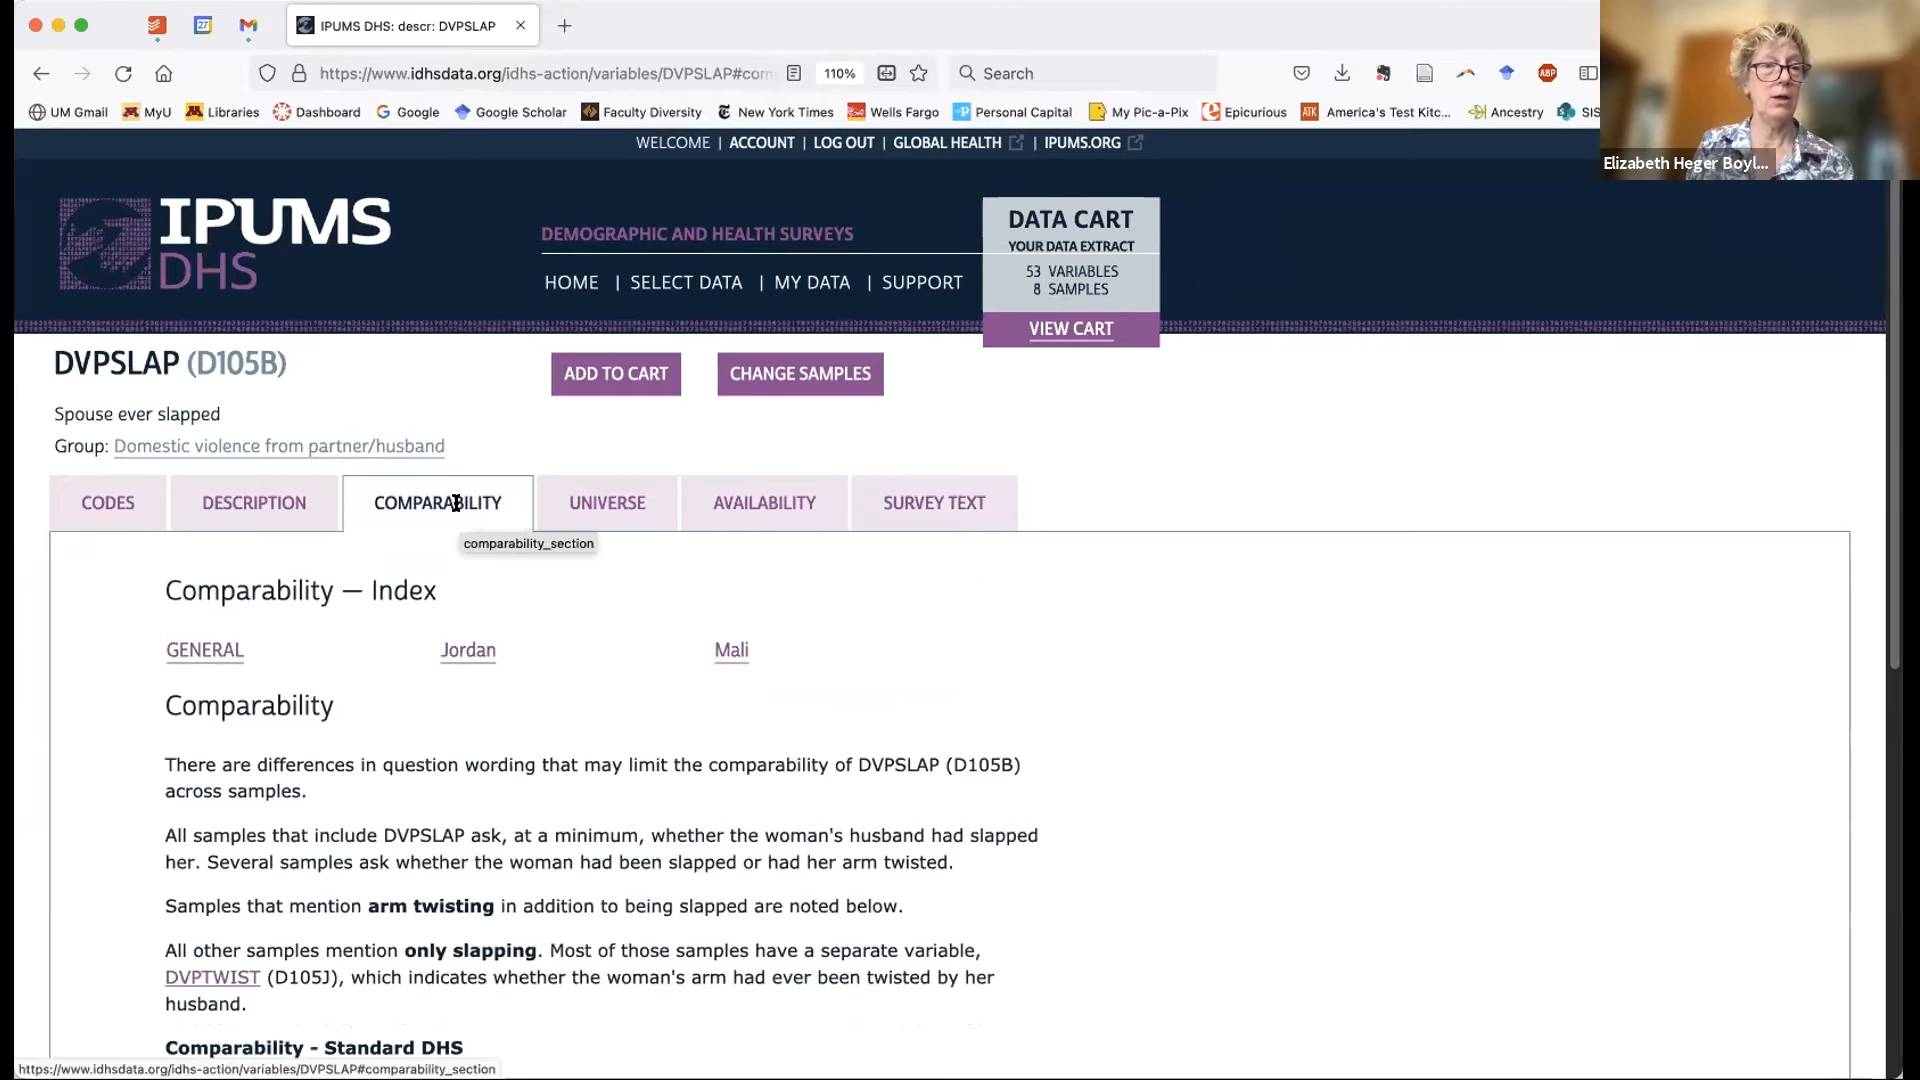 IPUMS DHS: descr: DVPSLAP
27
https://www.idhsdata.org/idhs-action/variables/DVPSLAP#com
110%
Search
ABP
UM Gmail
MyU
Libraries
Dashboard
Google
Google Scholar
Faculty Diversity
New York Times
Wells Fargo
Personal Capital
My Pic-a-Pix
Epicurious
ATK
America's Test Kitc...
Ancestry
SIS
Elizabeth Heger Boyl...
WELCOME | ACCOUNT | LOG OUT | GLOBAL HEALTH | IPUMS.ORG
IPUMS
DHS
DEMOGRAPHIC AND HEALTH SURVEYS
HOME | SELECT DATA | MY DATA | SUPPORT
DATA CART
YOUR DATA EXTRACT
53 VARIABLES
8 SAMPLES
VIEW CART
DVPSLAP (D105B)
ADD TO CART
CHANGE SAMPLES
Spouse ever slapped
Group: Domestic violence from partner/husband
CODES
DESCRIPTION
COMPARABILITY
UNIVERSE
AVAILABILITY
SURVEY TEXT
comparability_section
Comparability — Index
GENERAL
Jordan
Mali
Comparability
There are differences in question wording that may limit the comparability of DVPSLAP (D105B)
across samples.
All samples that include DVPSLAP ask, at a minimum, whether the woman's husband had slapped
her. Several samples ask whether the woman had been slapped or had her arm twisted.
Samples that mention arm twisting in addition to being slapped are noted below.
All other samples mention only slapping. Most of those samples have a separate variable,
DVPTWIST (D105J), which indicates whether the woman's arm had ever been twisted by her
husband.
Comparability - Standard DHS
https://www.idhsdata.org/idhs-action/variables/DVPSLAP#comparability_section